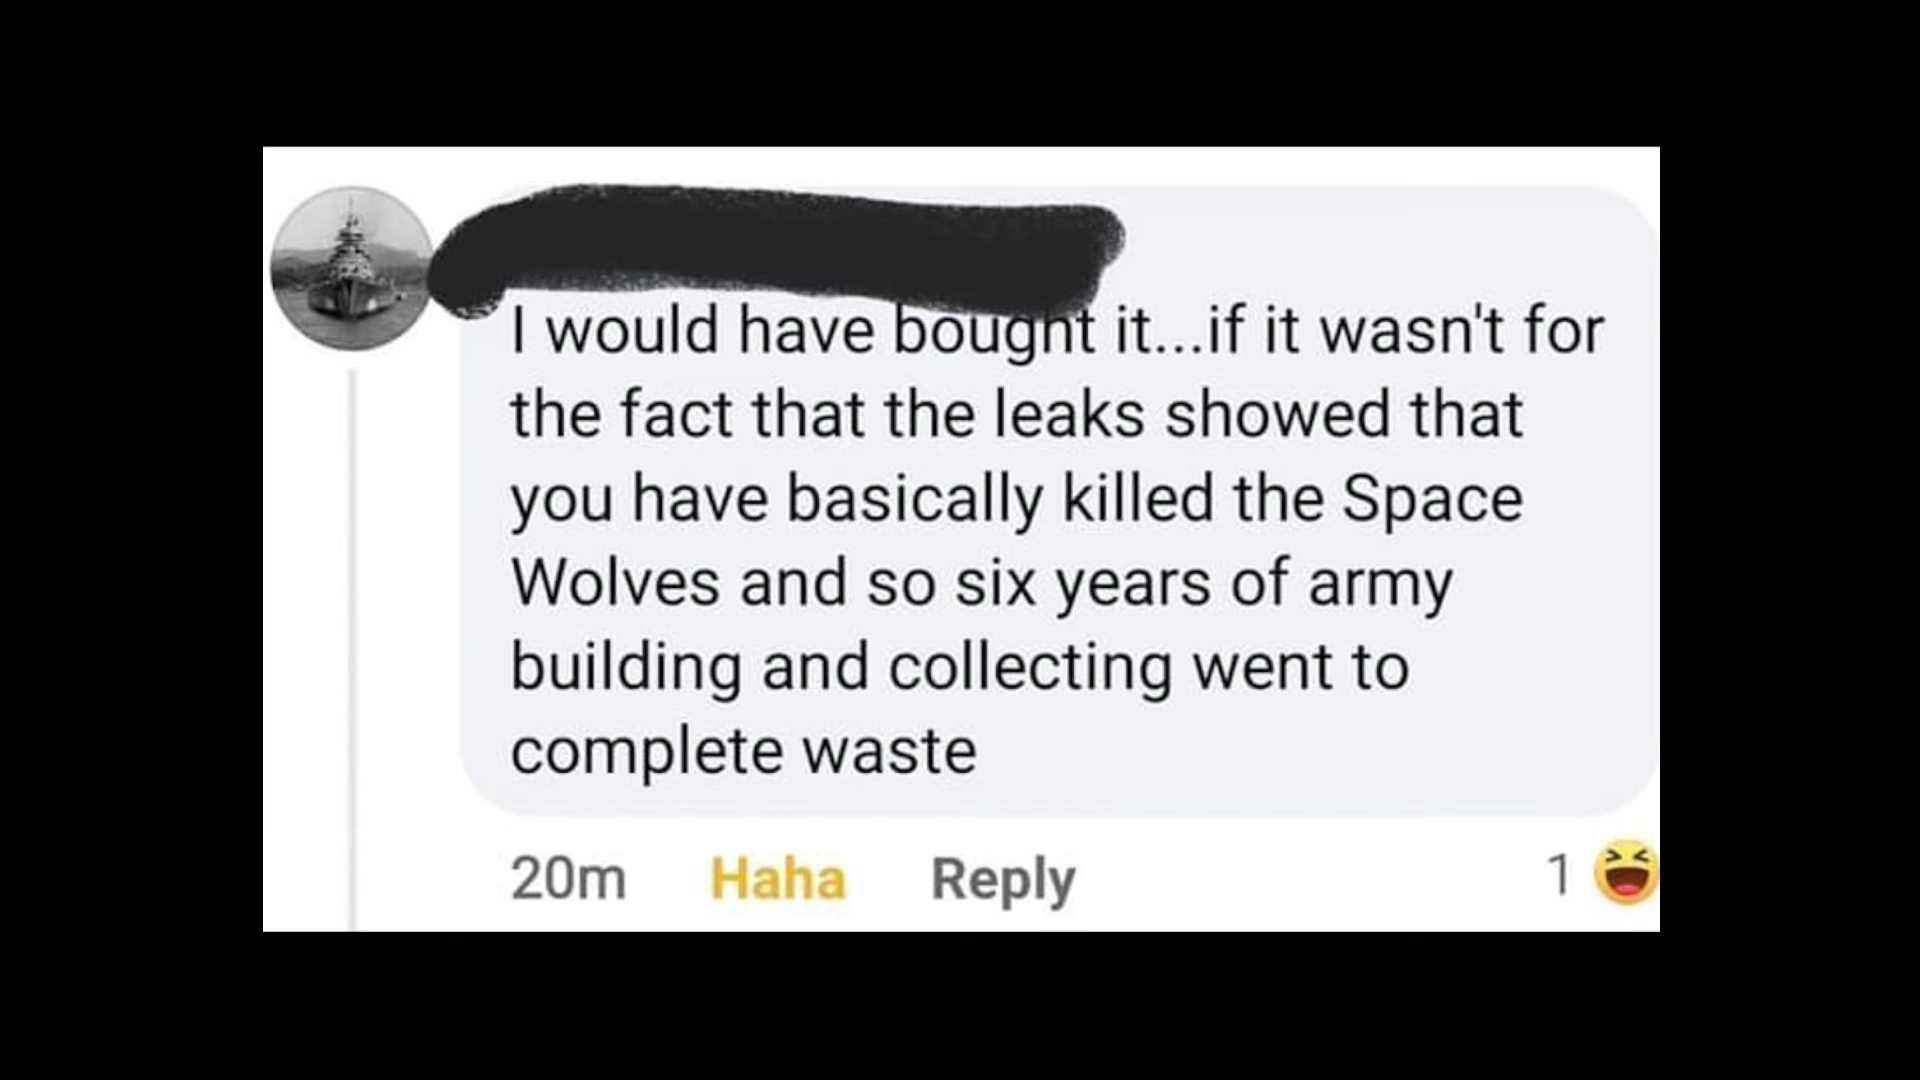 I would have bought it...if it wasn't for
the fact that the leaks showed that
you have basically killed the Space
Wolves and so six years of army
building and collecting went to
complete waste
20m Haha Reply 1